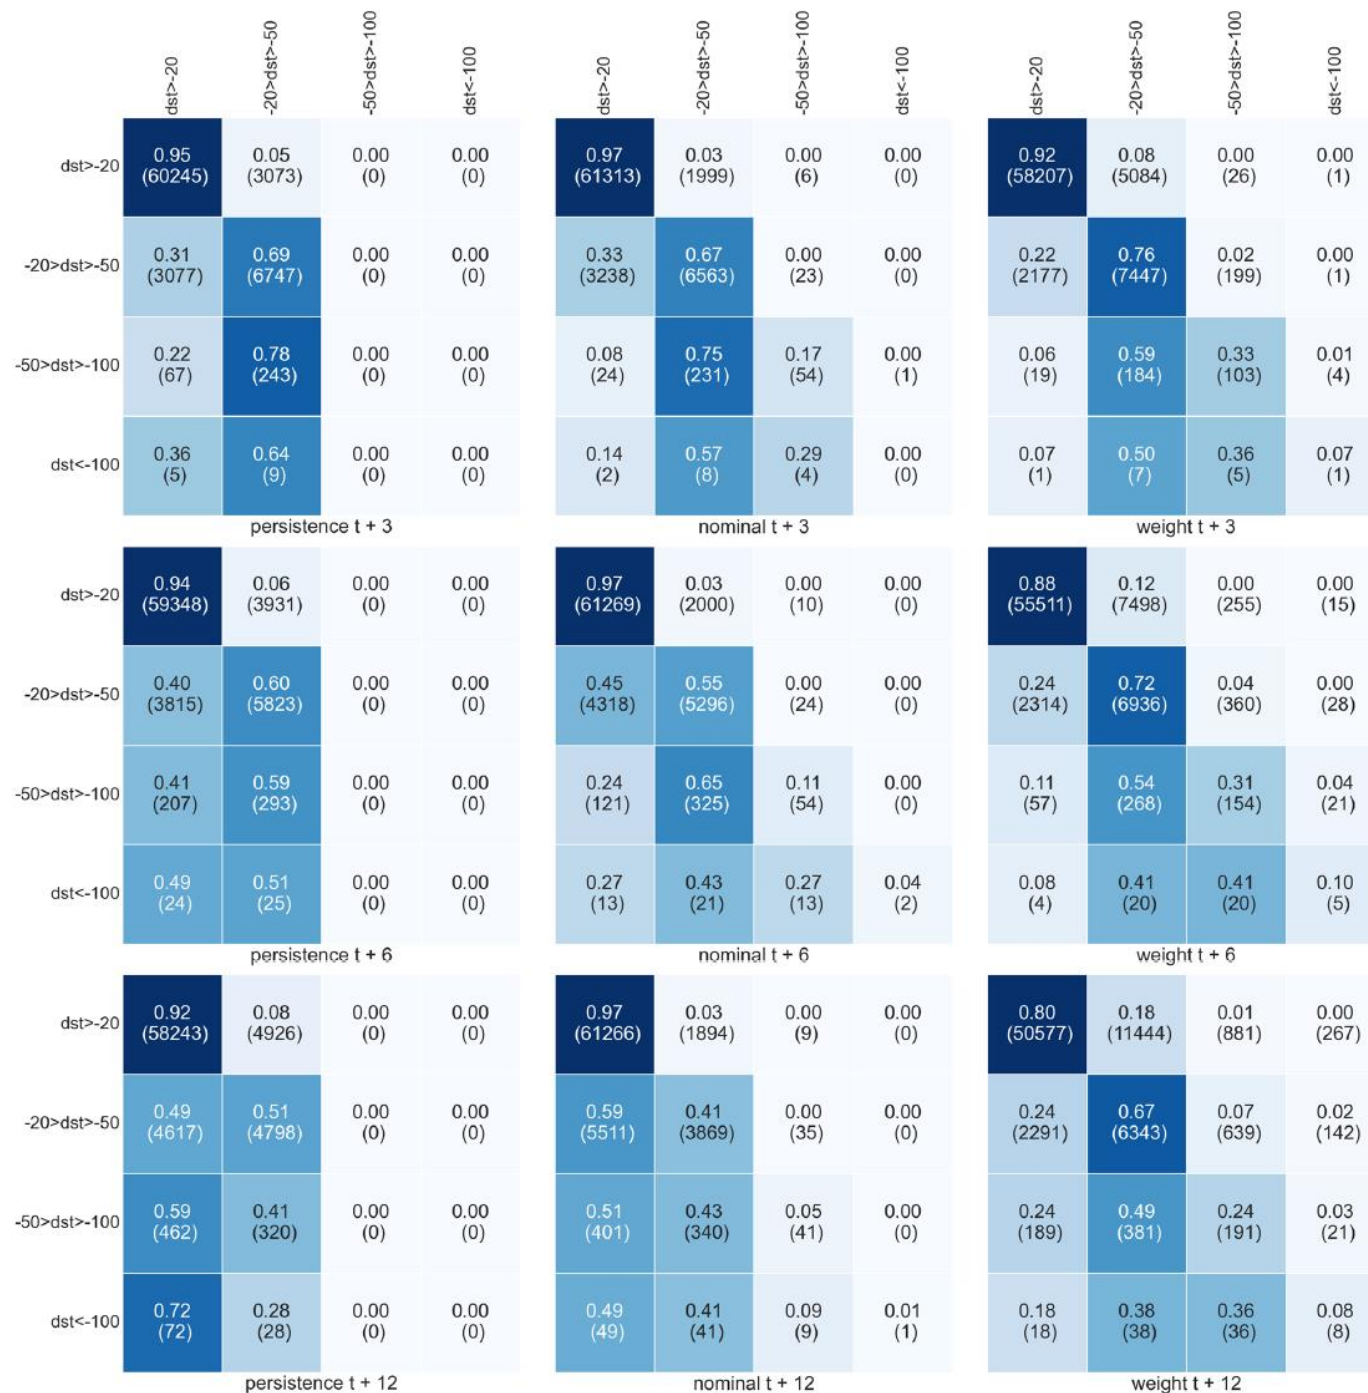 dst>-20 -20>dst>-50 -50>dst>-100 dst<-100 dst>-20 -20>dst>-50 -50>dst>-100 dst<-100 dst>-20 -20>dst>-50 -50>dst>-100 dst<-100
dst>-20 0.95 0.05 0.00 0.00 0.97 0.03 0.00 0.00 0.92 0.08 0.00 0.00
(60245) (3073) (0) (0) (61313) (1999) (6) (0) (58207) (5084) (26) (1)
-20>dst>-50 0.31 0.69 0.00 0.00 0.33 0.67 0.00 0.00 0.22 0.76 0.02 0.00
(3077) (6747) (0) (0) (3238) (6563) (23) (0) (2177) (7447) (199) (1)
-50>dst>-100 0.22 0.78 0.00 0.00 0.08 0.75 0.17 0.00 0.06 0.59 0.33 0.01
(67) (243) (0) (0) (24) (231) (54) (1) (19) (184) (103) (4)
dst<-100 0.36 0.64 0.00 0.00 0.14 0.57 0.29 0.00 0.07 0.50 0.36 0.07
(5) (9) (0) (0) (2) (8) (4) (0) (1) (7) (5) (1)
persistence t + 3 nominal t + 3 weight t + 3
dst>-20 0.94 0.06 0.00 0.00 0.97 0.03 0.00 0.00 0.88 0.12 0.00 0.00
(59348) (3931) (0) (0) (61269) (2000) (10) (0) (55511) (7498) (255) (15)
-20>dst>-50 0.40 0.60 0.00 0.00 0.45 0.55 0.00 0.00 0.24 0.72 0.04 0.00
(3815) (5823) (0) (0) (4318) (5296) (24) (0) (2314) (6936) (360) (28)
-50>dst>-100 0.41 0.59 0.00 0.00 0.24 0.65 0.11 0.00 0.11 0.54 0.31 0.04
(207) (293) (0) (0) (121) (325) (54) (0) (57) (268) (154) (21)
dst<-100 0.49 0.51 0.00 0.00 0.27 0.43 0.27 0.04 0.08 0.41 0.41 0.10
(24) (25) (0) (0) (13) (21) (13) (2) (4) (20) (20) (5)
persistence t + 6 nominal t + 6 weight t + 6
dst>-20 0.92 0.08 0.00 0.00 0.97 0.03 0.00 0.00 0.80 0.18 0.01 0.00
(58243) (4926) (0) (0) (61266) (1894) (9) (0) (50577) (11444) (881) (267)
-20>dst>-50 0.49 0.51 0.00 0.00 0.59 0.41 0.00 0.00 0.24 0.67 0.07 0.02
(4617) (4798) (0) (0) (5511) (3869) (35) (0) (2291) (6343) (639) (142)
-50>dst>-100 0.59 0.41 0.00 0.00 0.51 0.43 0.05 0.00 0.24 0.49 0.24 0.03
(462) (320) (0) (0) (401) (340) (41) (0) (189) (381) (191) (21)
dst<-100 0.72 0.28 0.00 0.00 0.49 0.41 0.09 0.01 0.18 0.38 0.36 0.08
(72) (28) (0) (0) (49) (41) (9) (1) (18) (38) (36) (8)
persistence t + 12 nominal t + 12 weight t + 12